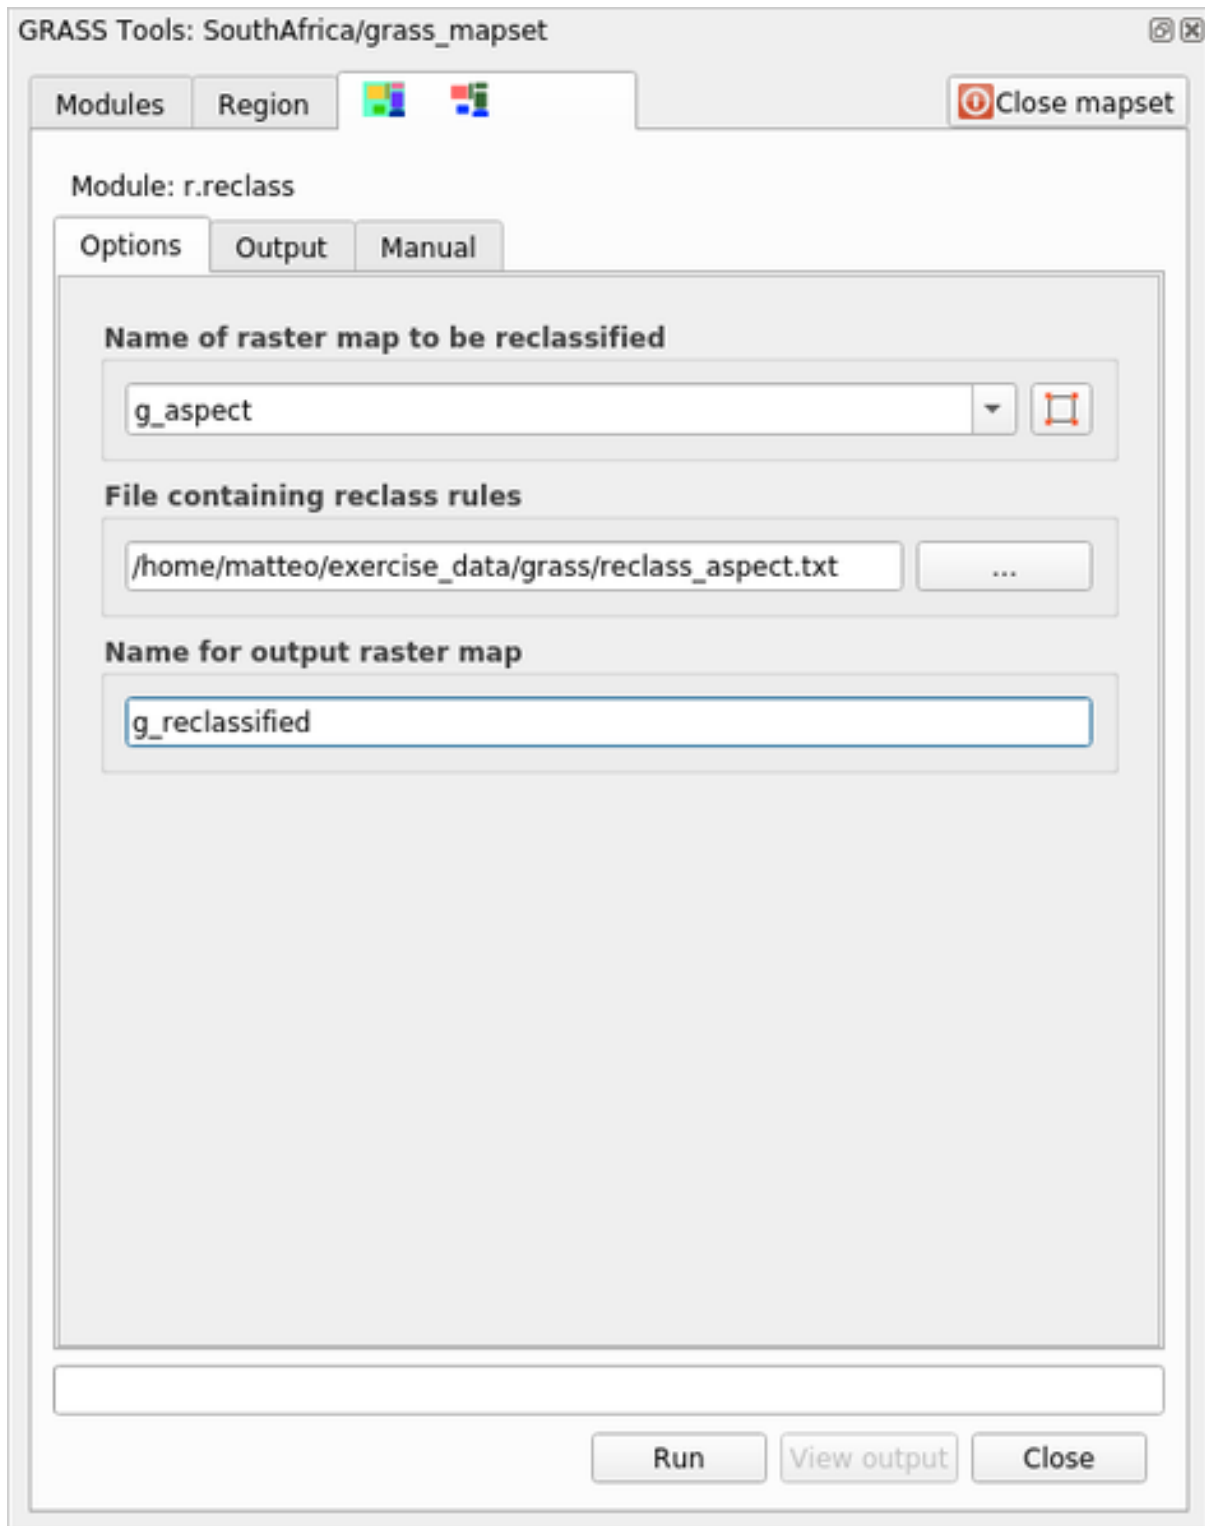 GRASS Tools: SouthAfrica/grass_mapset
Modules Region Close mapset
Module: r.reclass
Options Output Manual
Name of raster map to be reclassified
g_aspect
File containing reclass rules
/home/matteo/exercise_data/grass/reclass_aspect.txt ...
Name for output raster map
g_reclassified
Run View output Close